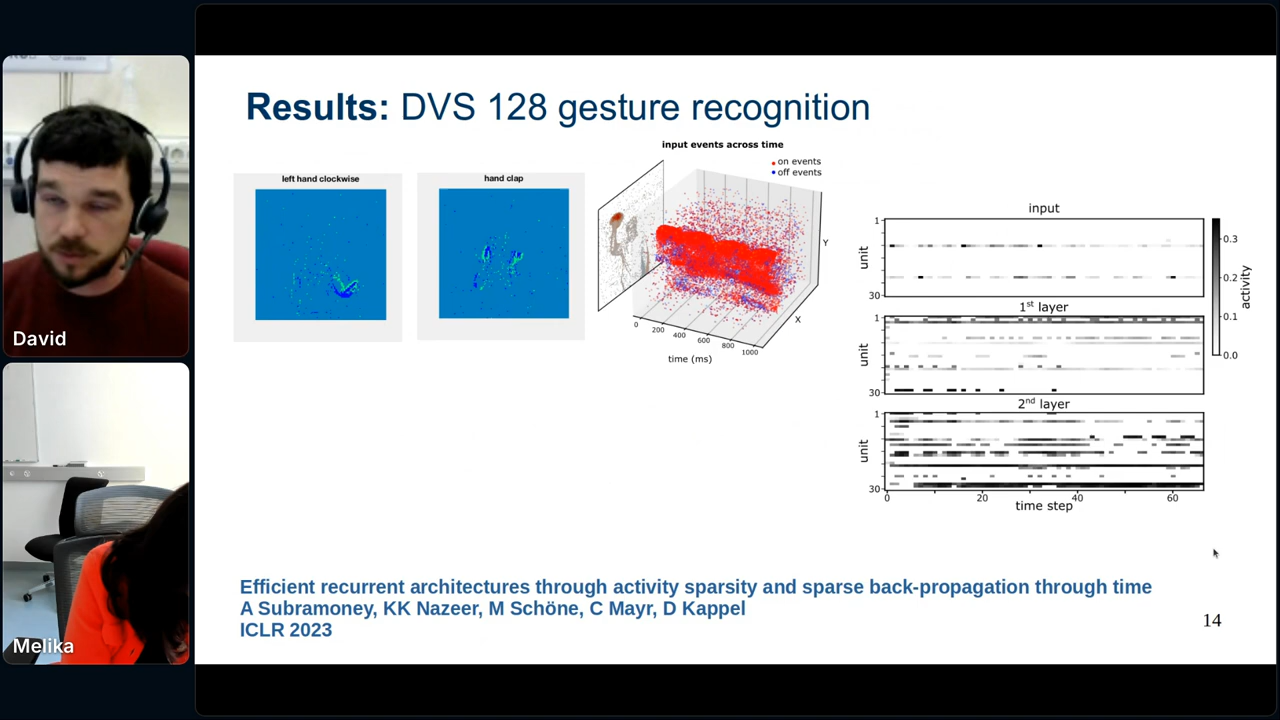 David
Melika
Results: DVS 128 gesture recognition
left hand clockwise
hand clap
input events across time
on events
off events
Y
X
0 200 400 600 800 1000
time (ms)
input
1
unit
30
0.3
0.2
0.1
0.0
activity
1st layer
1
unit
30
2nd layer
1
unit
30
0 20 40 60
time step
Efficient recurrent architectures through activity sparsity and sparse back-propagation through time
A Subramoney, KK Nazeer, M Schöne, C Mayr, D Kappel
ICLR 2023
14